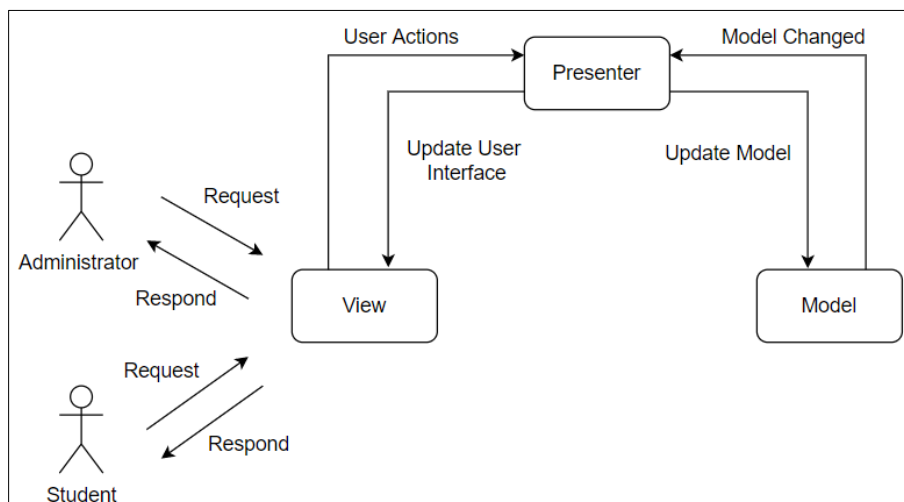 User Actions
Model Changed
Presenter
Update User
Interface
Update Model
Request
Administrator
Respond
View
Model
Request
Respond
Student